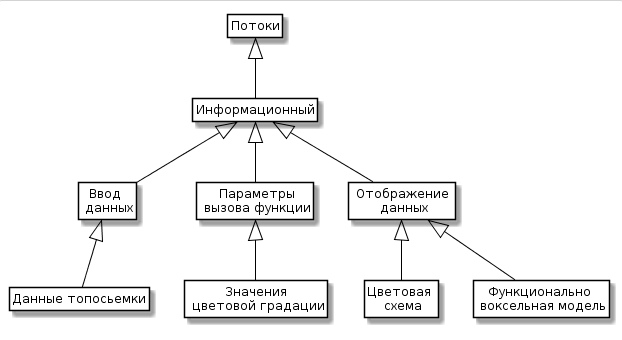 Потоки
Информационный
Ввод
данных
Параметры
вызова функции
Отображение
данных
Данные топосьемки
Значения
цветовой градации
Цветовая
схема
Функционально
воксельная модель